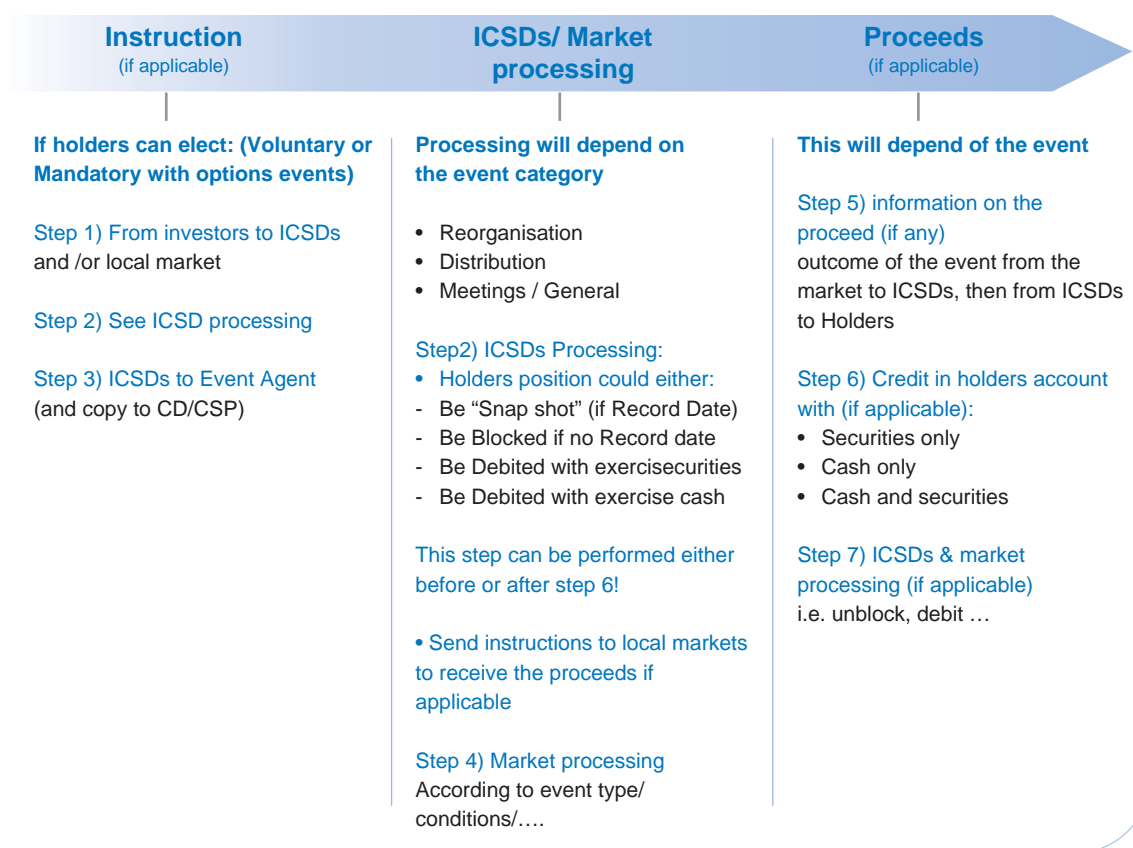 Instruction
(if applicable)
ICSDs/ Market
processing
Proceeds
(if applicable)
If holders can elect: (Voluntary or
Mandatory with options events)
Step 1) From investors to ICSDs
and /or local market
Step 2) See ICSD processing
Step 3) ICSDs to Event Agent
(and copy to CD/CSP)
Processing will depend on
the event category
• Reorganisation
• Distribution
• Meetings / General
Step2) ICSDs Processing:
• Holders position could either:
- Be “Snap shot” (if Record Date)
- Be Blocked if no Record date
- Be Debited with exercisecurities
- Be Debited with exercise cash
This step can be performed either
before or after step 6!
• Send instructions to local markets
to receive the proceeds if
applicable
Step 4) Market processing
According to event type/
conditions/….
This will depend of the event
Step 5) information on the
proceed (if any)
outcome of the event from the
market to ICSDs, then from ICSDs
to Holders
Step 6) Credit in holders account
with (if applicable):
• Securities only
• Cash only
• Cash and securities
Step 7) ICSDs & market
processing (if applicable)
i.e. unblock, debit …